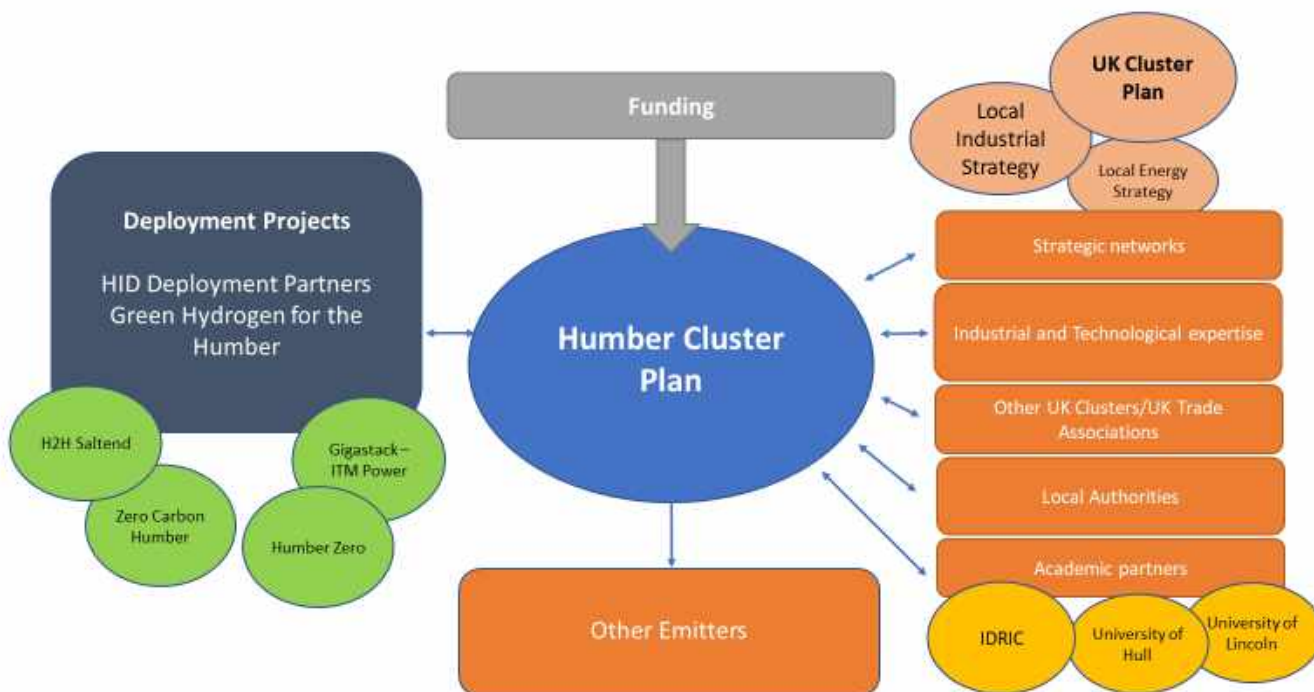 Funding
UK Cluster
Plan
Local
Industrial
Strategy
Local Energy
Strategy
Deployment Projects
HID Deployment Partners
Green Hydrogen for the
Humber
H2H Saltend
Gigastack –
ITM Power
Zero Carbon
Humber
Humber Zero
Humber Cluster
Plan
Strategic networks
Industrial and Technological expertise
Other UK Clusters/UK Trade
Associations
Local Authorities
Academic partners
IDRIC
University of
Hull
University of
Lincoln
Other Emitters